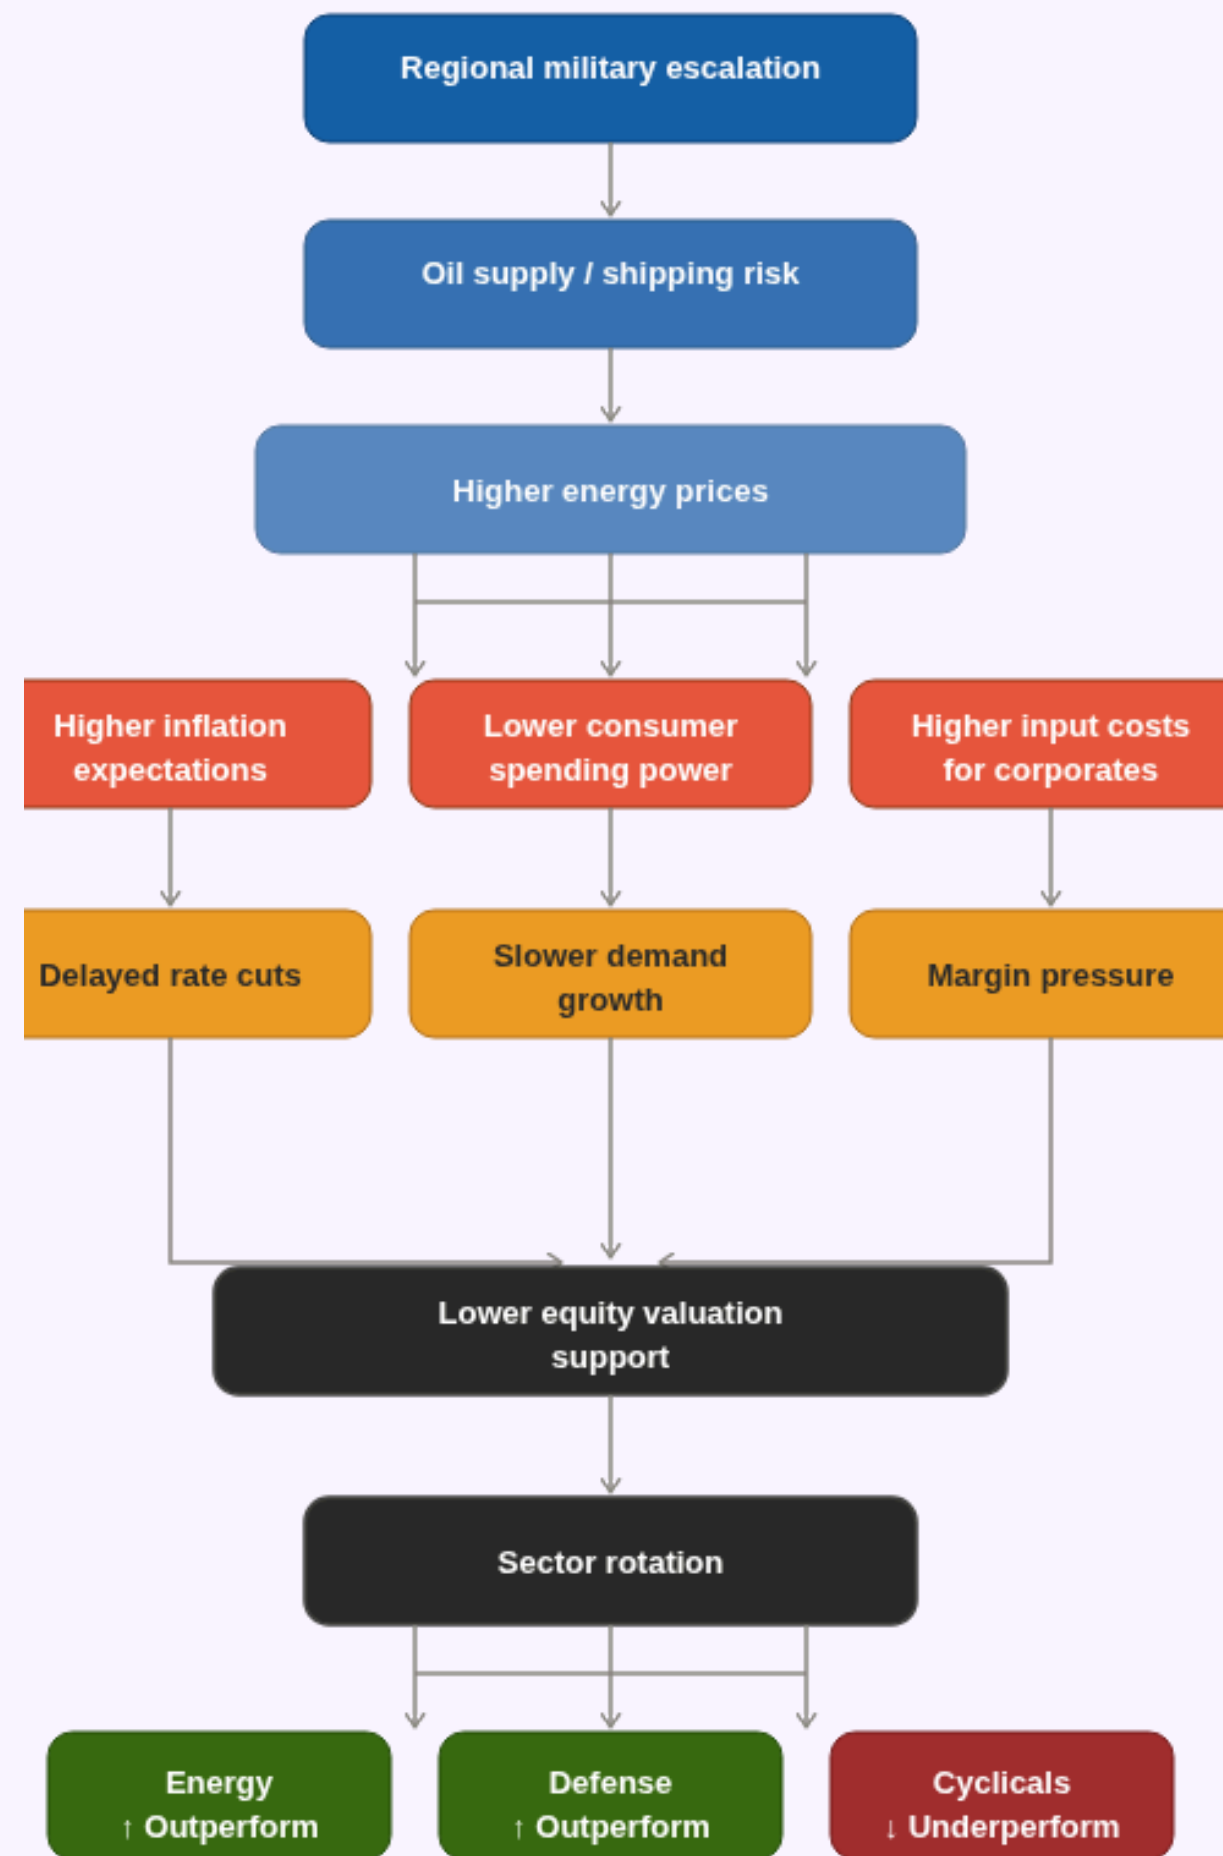 Regional military escalation
Oil supply / shipping risk
Higher energy prices
Higher inflation
expectations
Lower consumer
spending power
Higher input costs
for corporates
Delayed rate cuts
Slower demand
growth
Margin pressure
Lower equity valuation
support
Sector rotation
Energy
↑ Outperform
Defense
↑ Outperform
Cyclicals
↓ Underperform